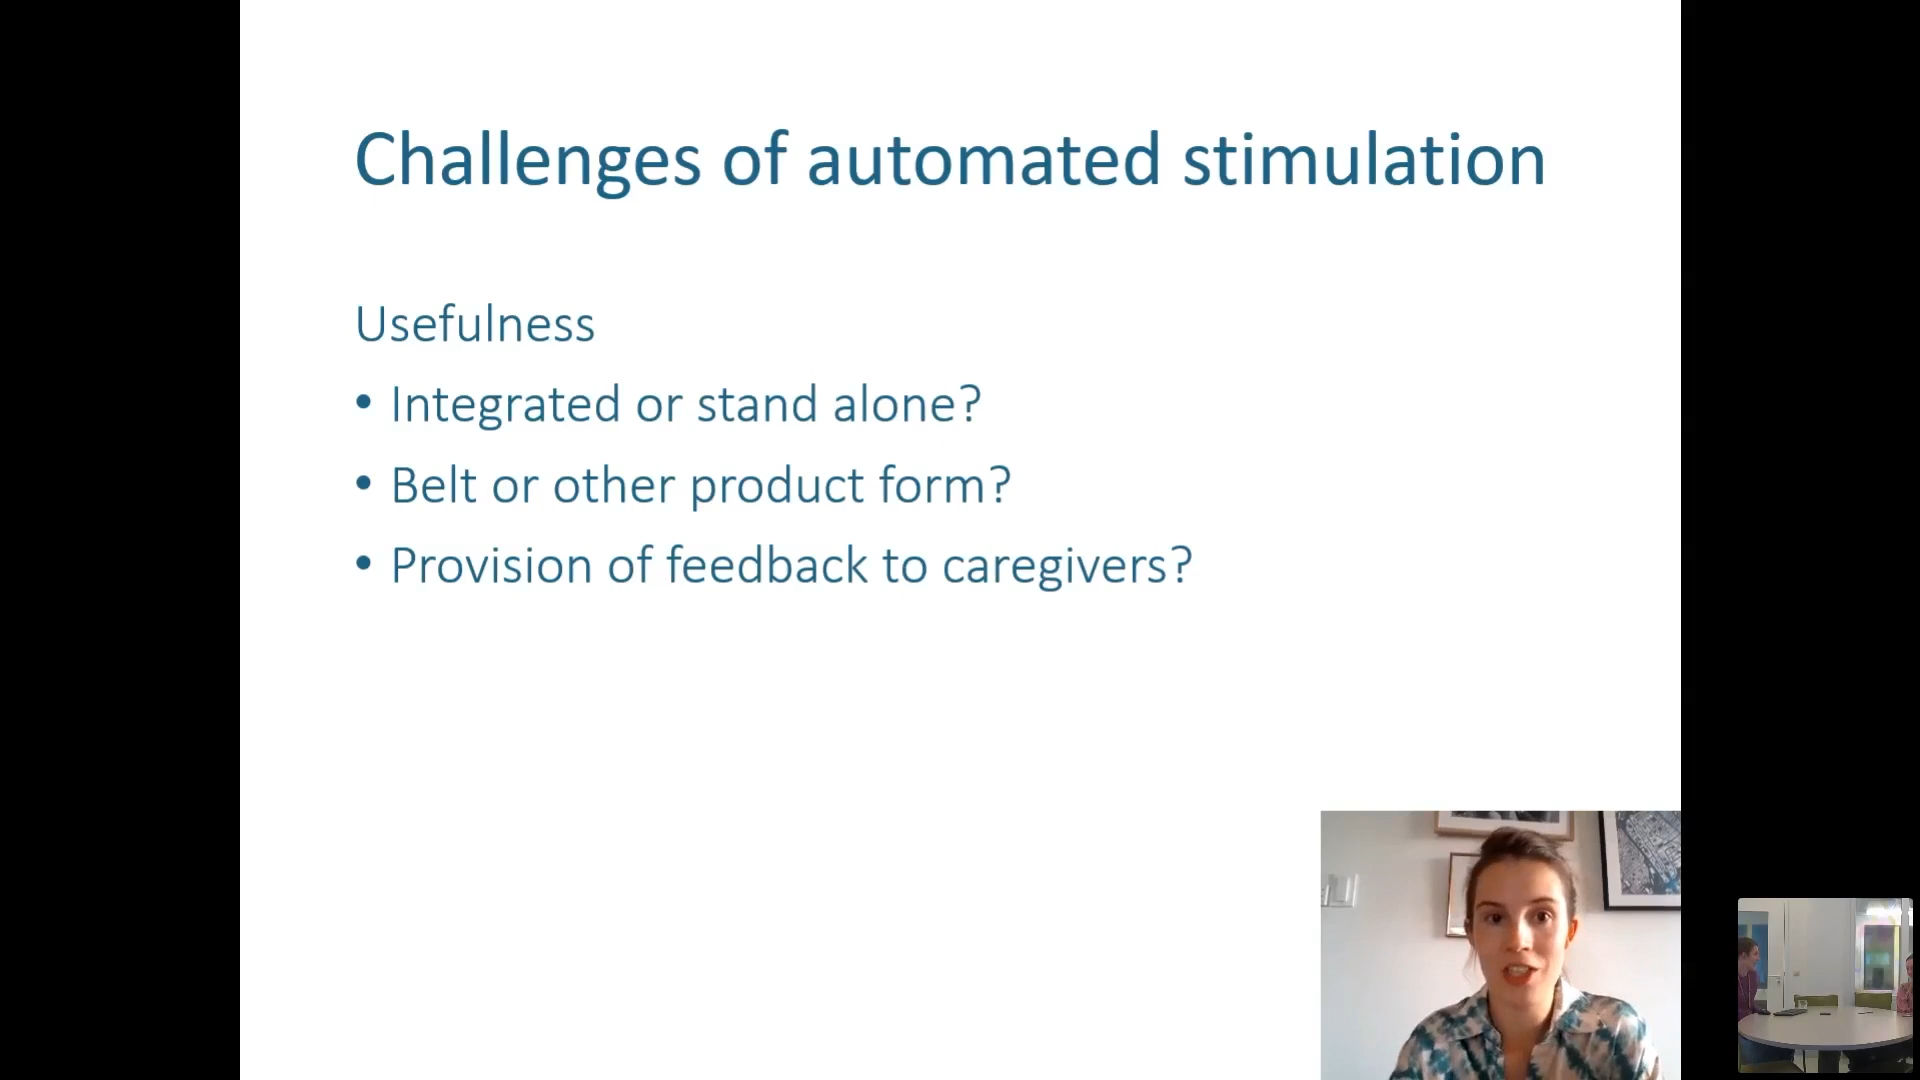 Challenges of automated stimulation
Usefulness
• Integrated or stand alone?
• Belt or other product form?
• Provision of feedback to caregivers?